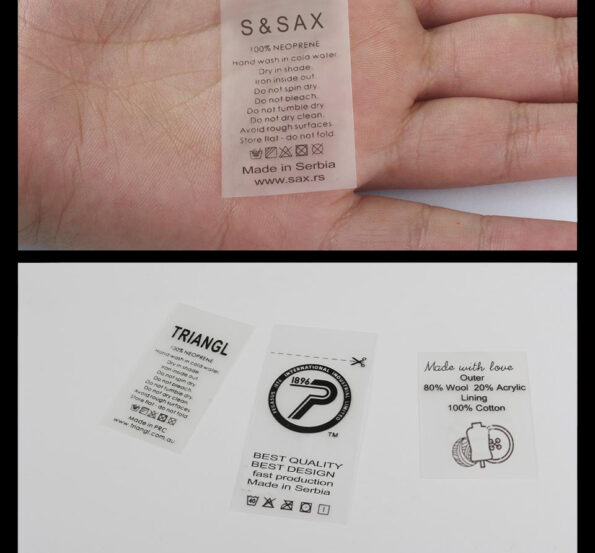 S & SAX
100% NEOPRENE
Hand wash in cold water.
Dry in shade.
Iron inside out.
Do not spin dry.
Do not bleach.
Do not tumble dry.
Do not dry clean.
Avoid rough surfaces.
Store flat - do not fold.
Made in Serbia
www.sax.rs
TRIANGL
100% NEOPRENE
Hand wash in cold water.
Dry in shade.
Iron inside out.
Do not spin dry.
Do not bleach.
Do not tumble dry.
Do not dry clean.
Avoid rough surfaces.
Store flat - do not fold.
Made in PRC
www.triangl.com.au
INTERNATIONAL INDUSTRIAL LIMITED
1896
P
TM
BEST QUALITY
BEST DESIGN
fast production
Made in Serbia
40
Made with love
Outer
80% Wool 20% Acrylic
Lining
100% Cotton